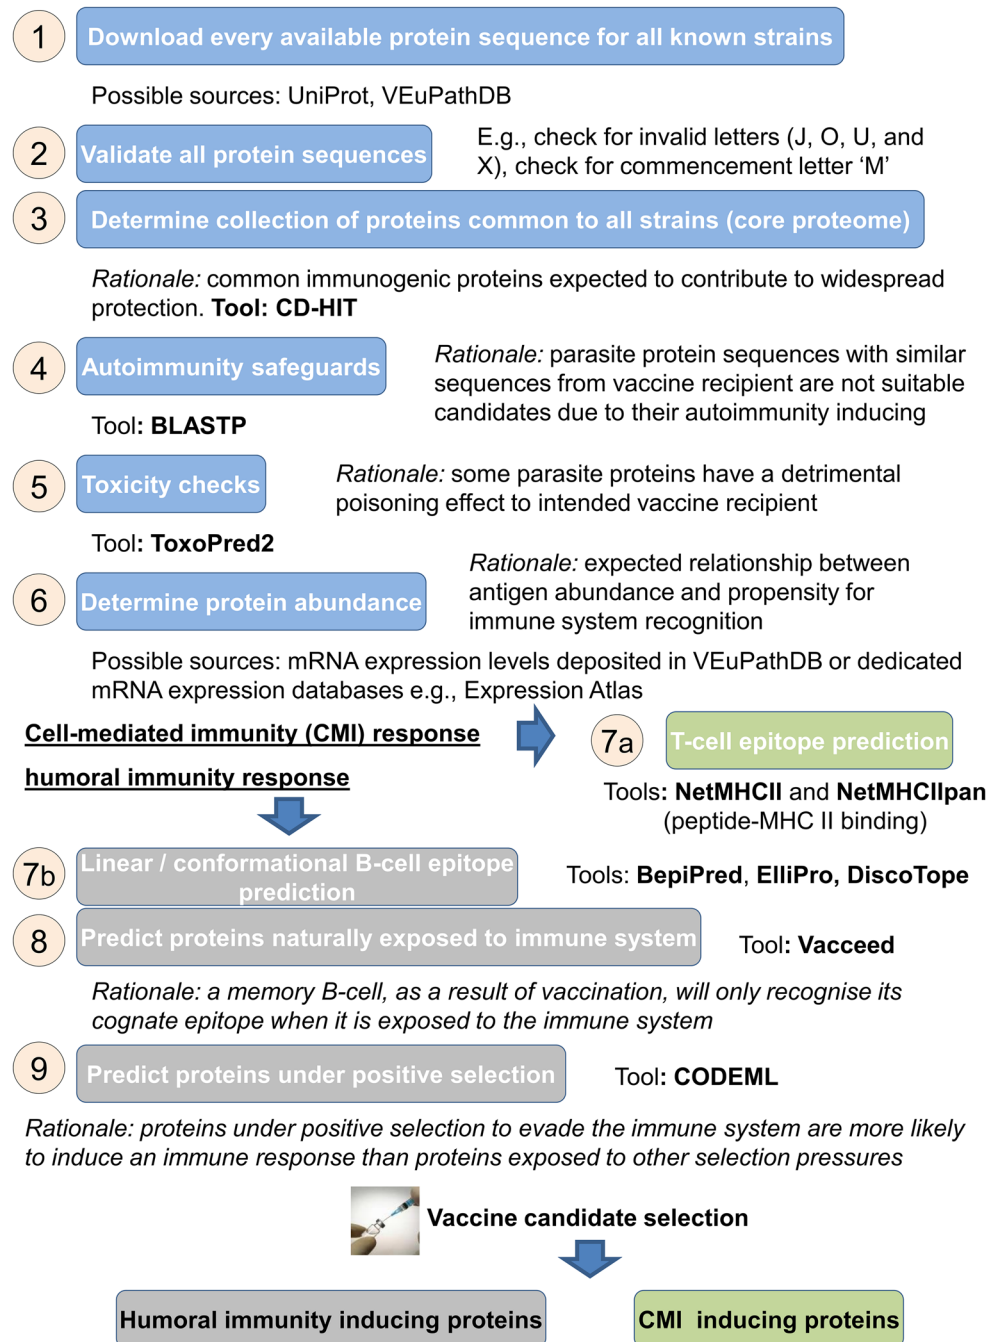 1
Download every available protein sequence for all known strains
Possible sources: UniProt, VEuPathDB
2
Validate all protein sequences
E.g., check for invalid letters (J, O, U, and
X), check for commencement letter ‘M’
3
Determine collection of proteins common to all strains (core proteome)
Rationale: common immunogenic proteins expected to contribute to widespread
protection. Tool: CD-HIT
4
Autoimmunity safeguards
Rationale: parasite protein sequences with similar
sequences from vaccine recipient are not suitable
candidates due to their autoimmunity inducing
Tool: BLASTP
5
Toxicity checks
Rationale: some parasite proteins have a detrimental
poisoning effect to intended vaccine recipient
Tool: ToxoPred2
6
Determine protein abundance
Rationale: expected relationship between
antigen abundance and propensity for
immune system recognition
Possible sources: mRNA expression levels deposited in VEuPathDB or dedicated
mRNA expression databases e.g., Expression Atlas
Cell-mediated immunity (CMI) response
7a
T-cell epitope prediction
humoral immunity response
Tools: NetMHCII and NetMHCIIpan
(peptide-MHC II binding)
7b
Linear / conformational B-cell epitope
prediction
Tools: BepiPred, ElliPro, DiscoTope
8
Predict proteins naturally exposed to immune system
Tool: Vacceed
Rationale: a memory B-cell, as a result of vaccination, will only recognise its
cognate epitope when it is exposed to the immune system
9
Predict proteins under positive selection
Tool: CODEML
Rationale: proteins under positive selection to evade the immune system are more likely
to induce an immune response than proteins exposed to other selection pressures
Vaccine candidate selection
Humoral immunity inducing proteins
CMI inducing proteins